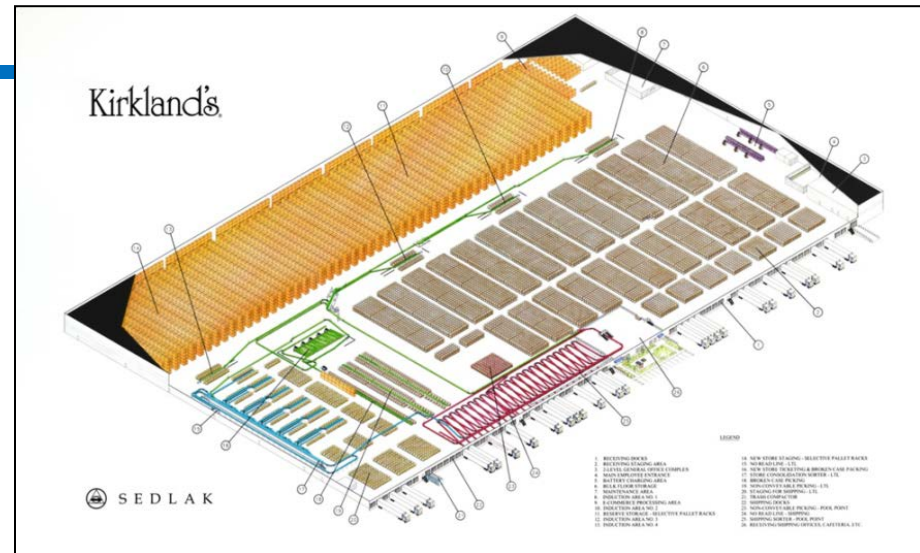 Kirkland's
SEDLAK
LEGEND
1. RECEIVING DOCKS
2. RECEIVING STAGING AREA
3. 2-LEVEL GENERAL OFFICE COMPLEX
4. MAIN EMPLOYEE ENTRANCE
5. BATTERY CHARGING AREA
6. BULK FLOOR STORAGE
7. MAINTENANCE AREA
8. INDUCTION AREA NO. 1
9. E-COMMERCE PROCESSING AREA
10. INDUCTION AREA NO. 2
11. RESERVE STORAGE - SELECTIVE PALLET RACKS
12. INDUCTION AREA NO. 3
13. INDUCTION AREA NO. 4
14. NEW STORE STAGING - SELECTIVE PALLET RACKS
15. NO READ LINE - LTL
16. NEW STORE TICKETING & BROKEN CASE PACKING
17. STORE CONSOLIDATION SORTER - LTL
18. BROKEN CASE PICKING
19. NON-CONVEYABLE PICKING - LTL
20. STAGING FOR SHIPPING - LTL
21. TRASH COMPACTOR
22. SHIPPING DOCKS
23. NON-CONVEYABLE PICKING - POOL POINT
24. NO READ LINE - SHIPPING
25. SHIPPING SORTER - POOL POINT
26. RECEIVING/SHIPPING OFFICES, CAFETERIA, ETC.